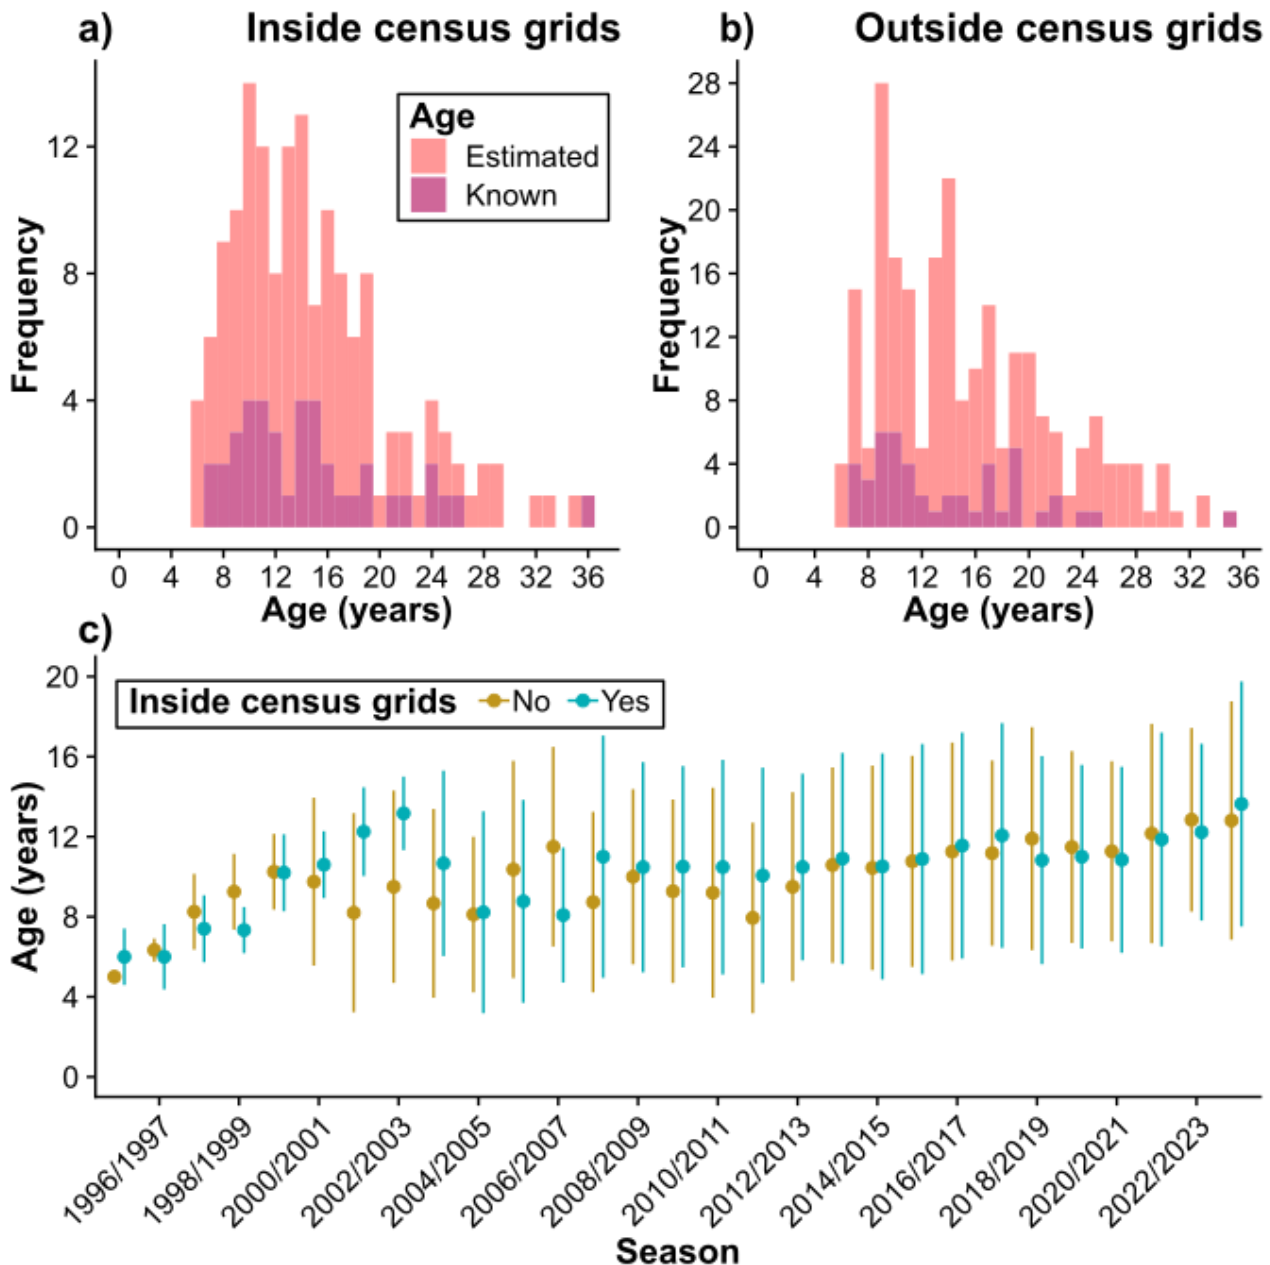 a) Inside census grids
b) Outside census grids
Age
Estimated
Known
Frequency
12
8
4
0
0 4 8 12 16 20 24 28 32 36
Age (years)
Frequency
28
24
20
16
12
8
4
0
0 4 8 12 16 20 24 28 32 36
Age (years)
c)
Inside census grids No Yes
Age (years)
20
16
12
8
4
0
1996/1997 1998/1999 2000/2001 2002/2003 2004/2005 2006/2007 2008/2009 2010/2011 2012/2013 2014/2015 2016/2017 2018/2019 2020/2021 2022/2023
Season